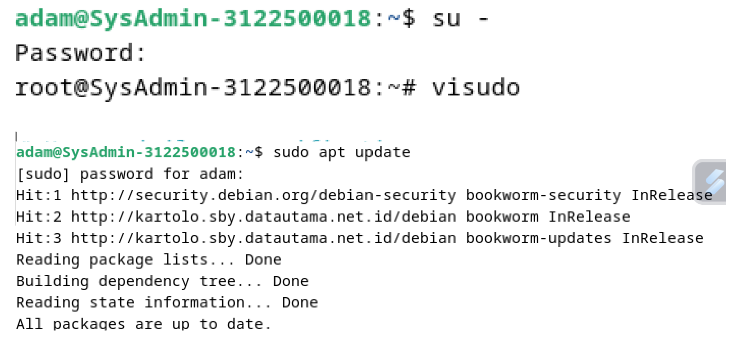 adam@SysAdmin-3122500018:~$ su -
Password:
root@SysAdmin-3122500018:~# visudo
adam@SysAdmin-3122500018:~$ sudo apt update
[sudo] password for adam:
Hit:1 http://security.debian.org/debian-security bookworm-security InRelease
Hit:2 http://kartolo.sby.datautama.net.id/debian bookworm InRelease
Hit:3 http://kartolo.sby.datautama.net.id/debian bookworm-updates InRelease
Reading package lists... Done
Building dependency tree... Done
Reading state information... Done
All packages are up to date.